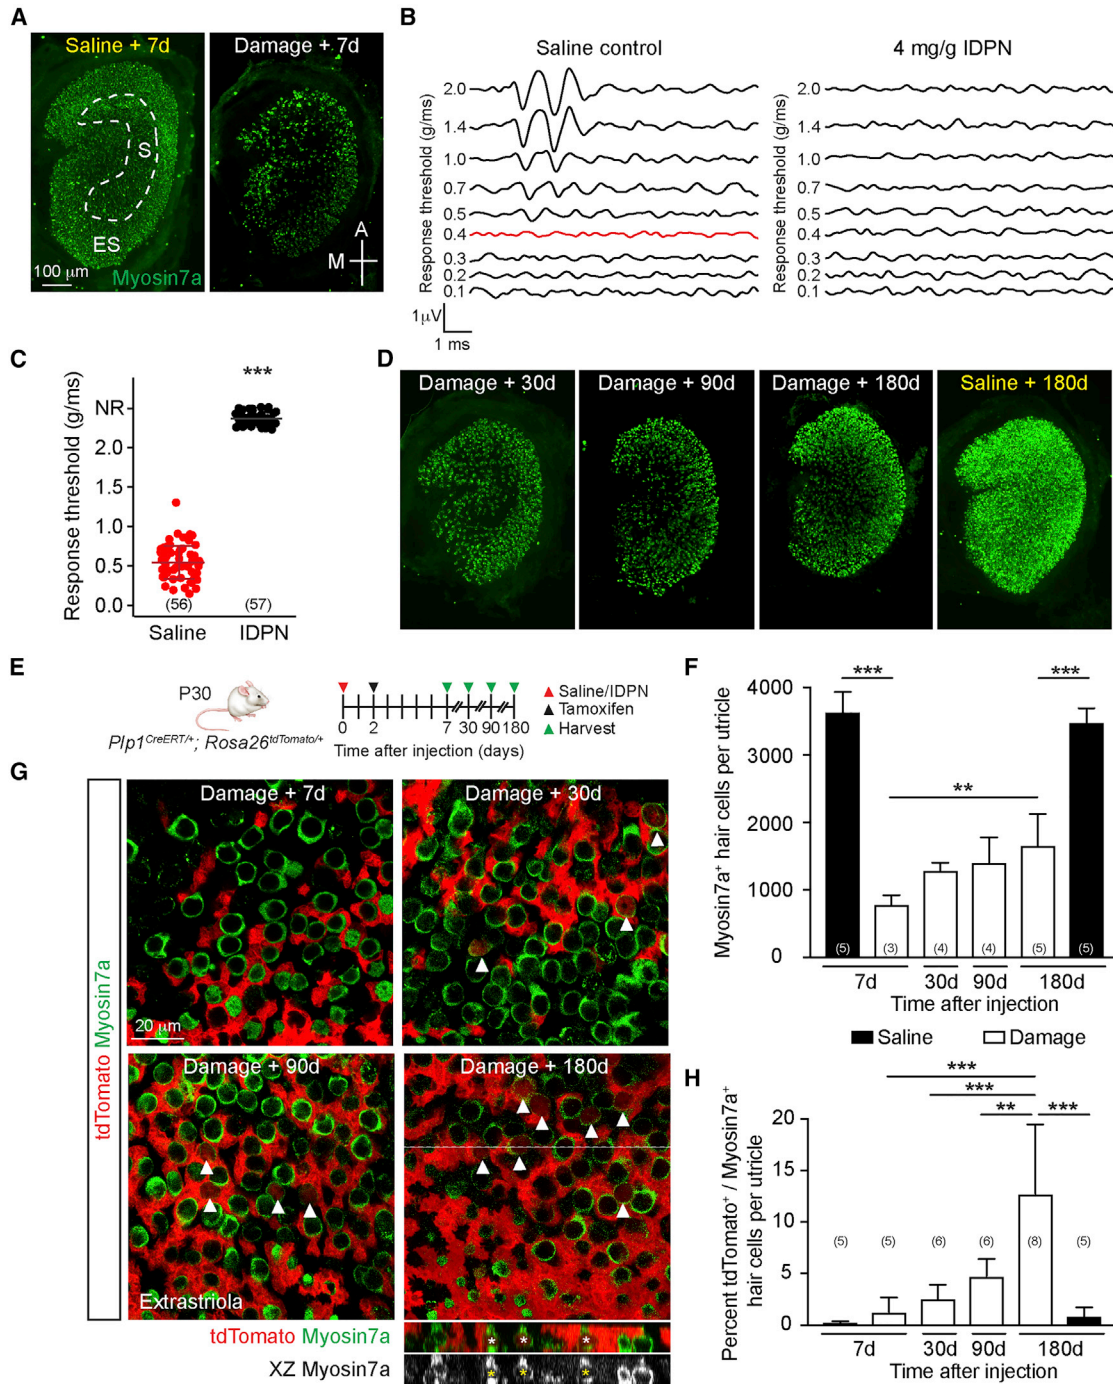 A
Saline + 7d
Damage + 7d
S
ES
100 μm
Myosin7a
A
M
B
Saline control
4 mg/g IDPN
Response threshold (g/ms)
2.0
1.4
1.0
0.7
0.5
0.4
0.3
0.2
0.1
1μV
1 ms
Response threshold (g/ms)
2.0
1.4
1.0
0.7
0.5
0.4
0.3
0.2
0.1
C
Response threshold (g/ms)
NR
2.0
1.5
1.0
0.5
0.0
***
(56)
(57)
Saline
IDPN
D
Damage + 30d
Damage + 90d
Damage + 180d
Saline + 180d
E
P30
Plp1CreERT/+; Rosa26tdTomato/+
0
2
7
30
90
180
Time after injection (days)
Saline/IDPN
Tamoxifen
Harvest
F
Myosin7a+ hair cells per utricle
4000
3000
2000
1000
0
***
**
***
(5)
(3)
(4)
(4)
(5)
(5)
7d
30d
90d
180d
Time after injection
Saline
Damage
G
tdTomato Myosin7a
Damage + 7d
20 μm
Damage + 30d
Damage + 90d
Extrastriola
Damage + 180d
tdTomato Myosin7a
* * *
XZ Myosin7a
* * *
H
Percent tdTomato+ / Myosin7a+
hair cells per utricle
20
15
10
5
0
***
***
**
***
(5)
(5)
(6)
(6)
(8)
(5)
7d
30d
90d
180d
Time after injection